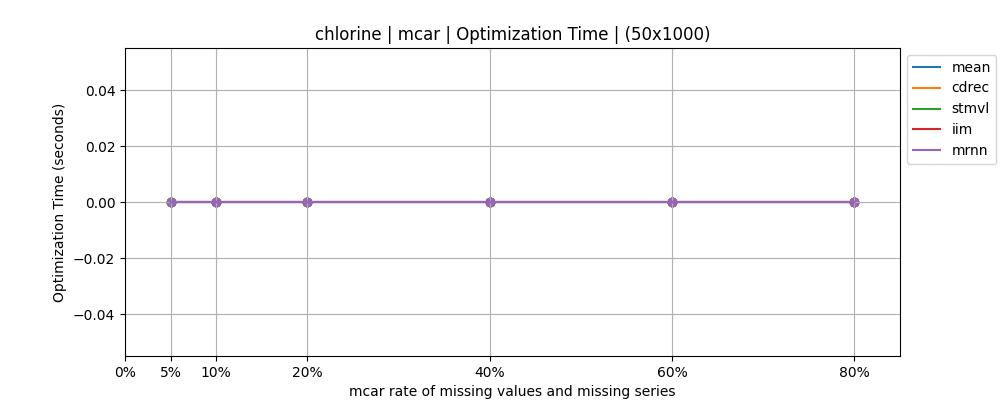 chlorine | mcar | Optimization Time | (50x1000)
Optimization Time (seconds)
0.04
0.02
0.00
−0.02
−0.04
0%
5%
10%
20%
40%
60%
80%
mcar rate of missing values and missing series
mean
cdrec
stmvl
iim
mrnn